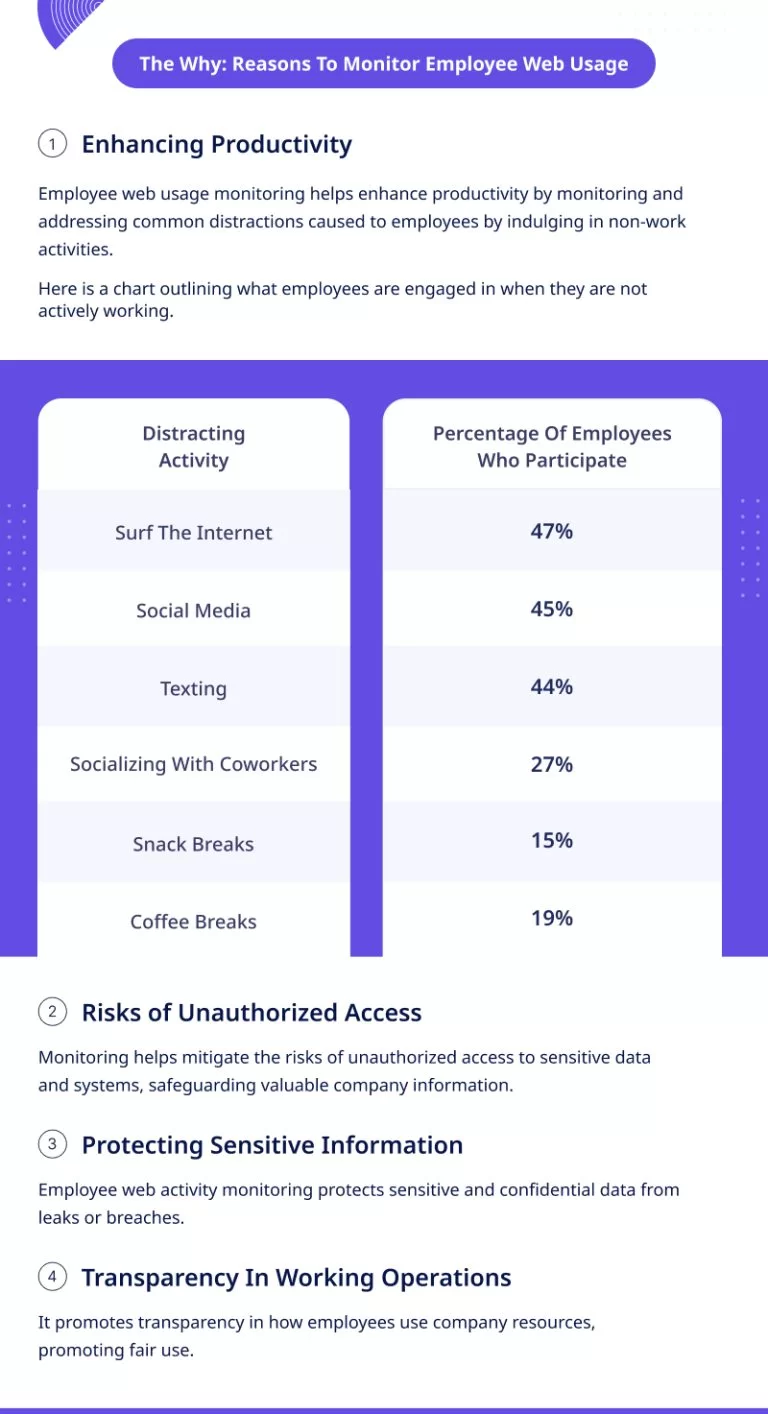 The Why: Reasons To Monitor Employee Web Usage
1 Enhancing Productivity
Employee web usage monitoring helps enhance productivity by monitoring and
addressing common distractions caused to employees by indulging in non-work
activities.
Here is a chart outlining what employees are engaged in when they are not
actively working.
Distracting
Activity
Percentage Of Employees
Who Participate
Surf The Internet 47%
Social Media 45%
Texting 44%
Socializing With Coworkers 27%
Snack Breaks 15%
Coffee Breaks 19%
2 Risks of Unauthorized Access
Monitoring helps mitigate the risks of unauthorized access to sensitive data
and systems, safeguarding valuable company information.
3 Protecting Sensitive Information
Employee web activity monitoring protects sensitive and confidential data from
leaks or breaches.
4 Transparency In Working Operations
It promotes transparency in how employees use company resources,
promoting fair use.